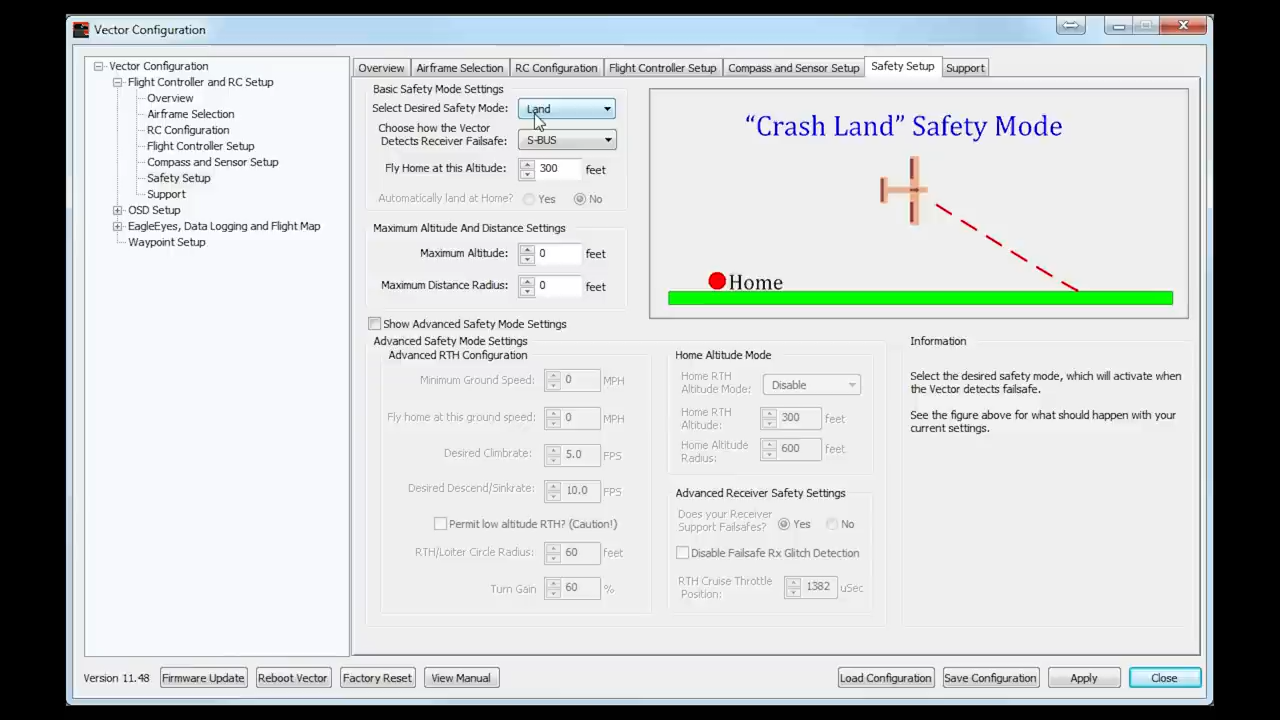 Vector Configuration
Vector Configuration
Flight Controller and RC Setup
Overview
Airframe Selection
RC Configuration
Flight Controller Setup
Compass and Sensor Setup
Safety Setup
Support
OSD Setup
EagleEyes, Data Logging and Flight Map
Waypoint Setup
Overview
Airframe Selection
RC Configuration
Flight Controller Setup
Compass and Sensor Setup
Safety Setup
Support
Basic Safety Mode Settings
Select Desired Safety Mode: Land
Choose how the Vector
Detects Receiver Failsafe: S-BUS
Fly Home at this Altitude: 300 feet
Automatically land at Home? Yes No
Maximum Altitude And Distance Settings
Maximum Altitude: 0 feet
Maximum Distance Radius: 0 feet
“Crash Land” Safety Mode
Home
Show Advanced Safety Mode Settings
Advanced Safety Mode Settings
Advanced RTH Configuration
Minimum Ground Speed: 0 MPH
Fly home at this ground speed: 0 MPH
Desired Climbrate: 5.0 FPS
Desired Descend/Sinkrate: 10.0 FPS
Permit low altitude RTH? (Caution!)
RTH/Loiter Circle Radius: 60 feet
Turn Gain 60 %
Home Altitude Mode
Home RTH
Altitude Mode: Disable
Home RTH
Altitude: 300 feet
Home Altitude
Radius: 600 feet
Advanced Receiver Safety Settings
Does your Receiver
Support Failsafes? Yes No
Disable Failsafe Rx Glitch Detection
RTH Cruise Throttle
Position: 1382 uSec
Information
Select the desired safety mode, which will activate when
the Vector detects failsafe.
See the figure above for what should happen with your
current settings.
Version 11.48
Firmware Update
Reboot Vector
Factory Reset
View Manual
Load Configuration
Save Configuration
Apply
Close